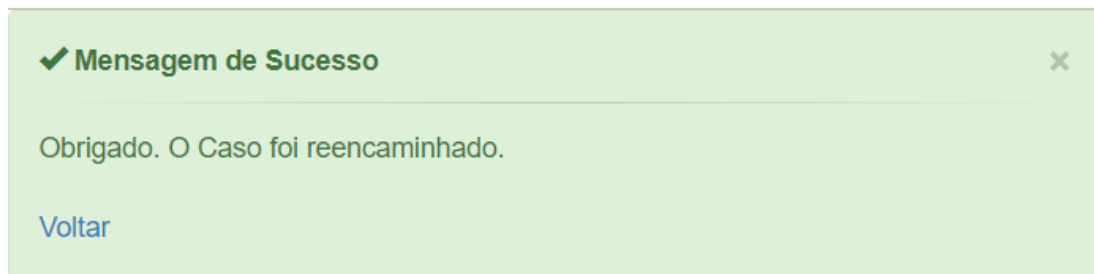 Mensagem de Sucesso
Obrigado. O Caso foi reencaminhado.
Voltar